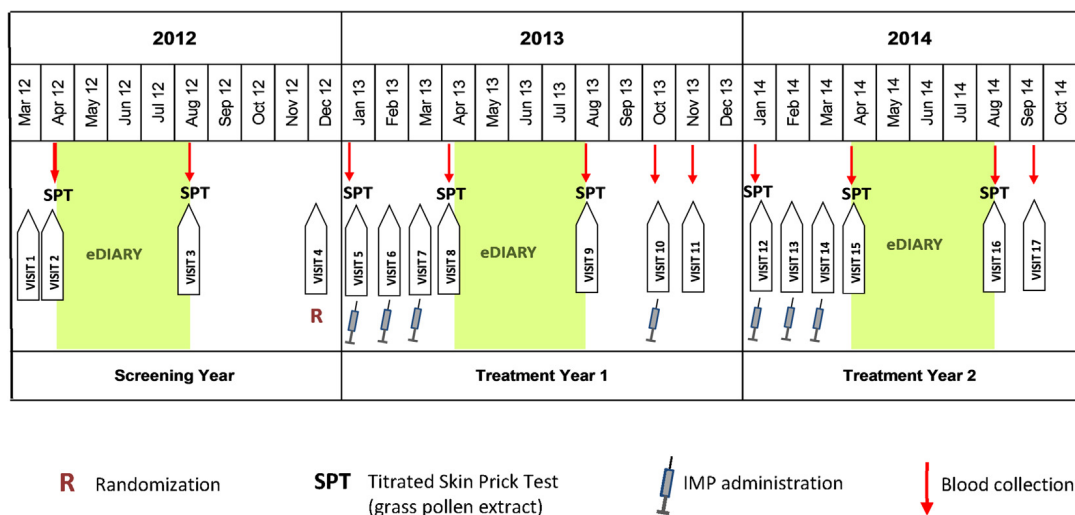 2012 2013 2014
Mar 12 Apr 12 May 12 Jun 12 Jul 12 Aug 12 Sep 12 Oct 12 Nov 12 Dec 12 Jan 13 Feb 13 Mar 13 Apr 13 May 13 Jun 13 Jul 13 Aug 13 Sep 13 Oct 13 Nov 13 Dec 13 Jan 14 Feb 14 Mar 14 Apr 14 May 14 Jun 14 Jul 14 Aug 14 Sep 14 Oct 14
SPT SPT SPT SPT SPT SPT SPT SPT
VISIT 1 VISIT 2 eDIARY VISIT 3 VISIT 4 VISIT 5 VISIT 6 VISIT 7 VISIT 8 eDIARY VISIT 9 VISIT 10 VISIT 11 VISIT 12 VISIT 13 VISIT 14 VISIT 15 eDIARY VISIT 16 VISIT 17
R
Screening Year Treatment Year 1 Treatment Year 2
R Randomization SPT Titrated Skin Prick Test IMP administration Blood collection
(grass pollen extract)